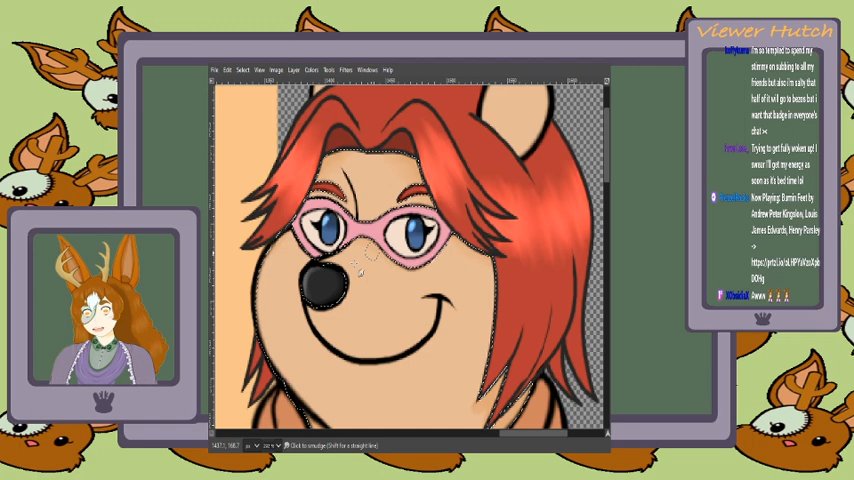 Viewer Hutch
I'm so tempted to spend my
stimmy on subbing to all my
friends but also i'm salty that
half of it will go to bezos but i
want that badge in everyone's
chat ><
Trying to get fully woken up! I
swear I'll get my energy as
soon as it's bed time lol
Now Playing: Burnin Feet by
Andrew Peter Kingslow, Louis
James Edwards, Henry Parsley
->
Awww
File Edit Select View Image Layer Colors Tools Filters Windows Help
px
Click to smudge (Shift for a straight line)